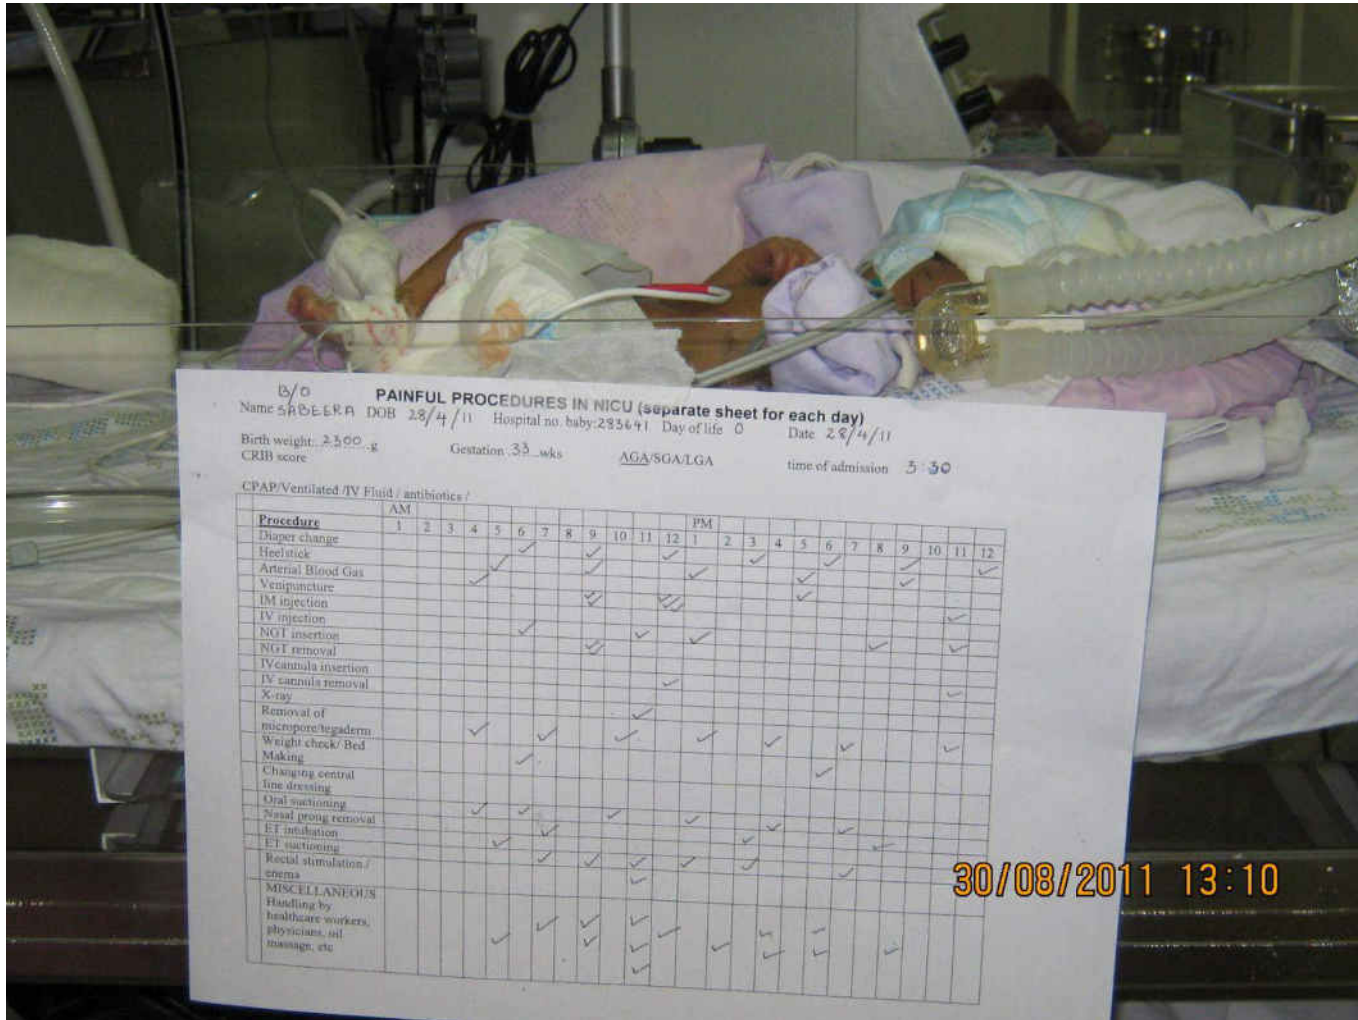 B/O PAINFUL PROCEDURES IN NICU (separate sheet for each day)
Name SABEERA DOB 28/4/11 Hospital no. baby:283641 Day of life 0 Date 28/4/11
Birth weight: 2300 g Gestation 33 wks AGA/SGA/LGA time of admission 3:30
CRIB score
CPAP/Ventilated /IV Fluid / antibiotics /
AM PM
Procedure 1 2 3 4 5 6 7 8 9 10 11 12 1 2 3 4 5 6 7 8 9 10 11 12
Diaper change
Heelstick
Arterial Blood Gas
Venipuncture
IM injection
IV injection
NGT insertion
NGT removal
IVcannula insertion
IV cannula removal
X-ray
Removal of
micropore/tegaderm
Weight check/ Bed
Making
Changing central
line dressing
Oral suctioning
Nasal prong removal
ET intubation
ET suctioning
Rectal stimulation /
enema
MISCELLANEOUS
Handling by
healthcare workers,
physicians, oil
massage, etc
30/08/2011 13:10